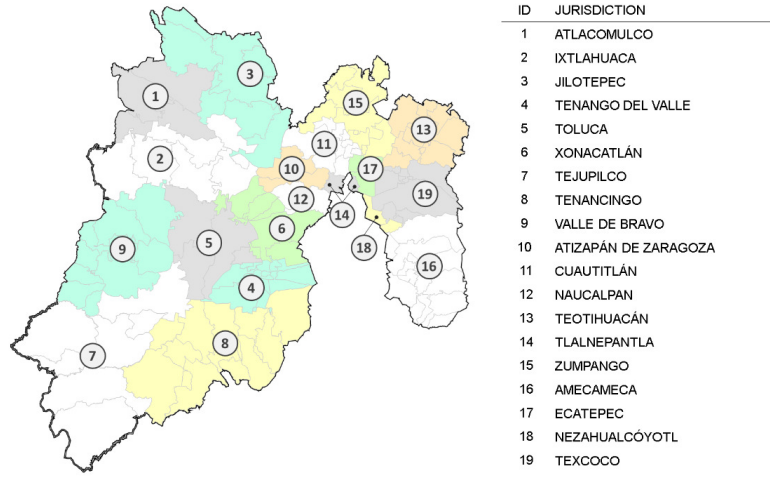 ID JURISDICTION
1 ATLACOMULCO
2 IXTLAHUACA
3 JILOTEPEC
4 TENANGO DEL VALLE
5 TOLUCA
6 XONACATLÁN
7 TEJUPILCO
8 TENANCINGO
9 VALLE DE BRAVO
10 ATIZAPÁN DE ZARAGOZA
11 CUAUTITLÁN
12 NAUCALPAN
13 TEOTIHUACÁN
14 TLALNEPANTLA
15 ZUMPANGO
16 AMECAMECA
17 ECATEPEC
18 NEZAHUALCÓYOTL
19 TEXCOCO
3
1
15
13
11
2
17
10
19
12
14
6
5
9
18
16
4
8
7